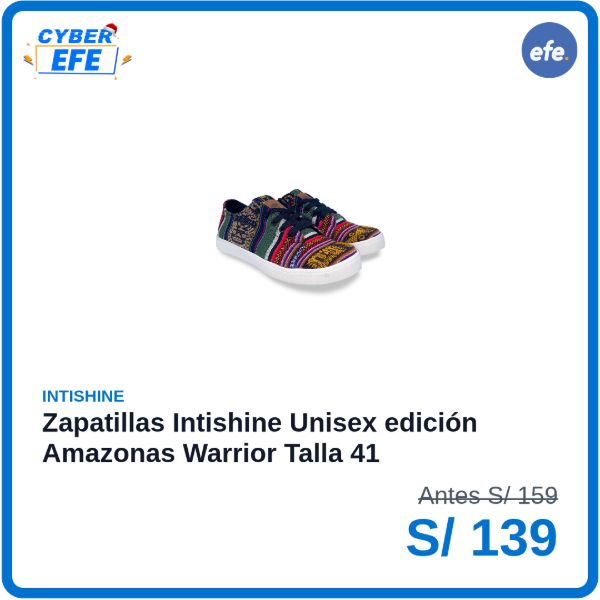 CYBER
EFE
efe.
INTISHINE
Zapatillas Intishine Unisex edición
Amazonas Warrior Talla 41
Antes S/ 159
S/ 139